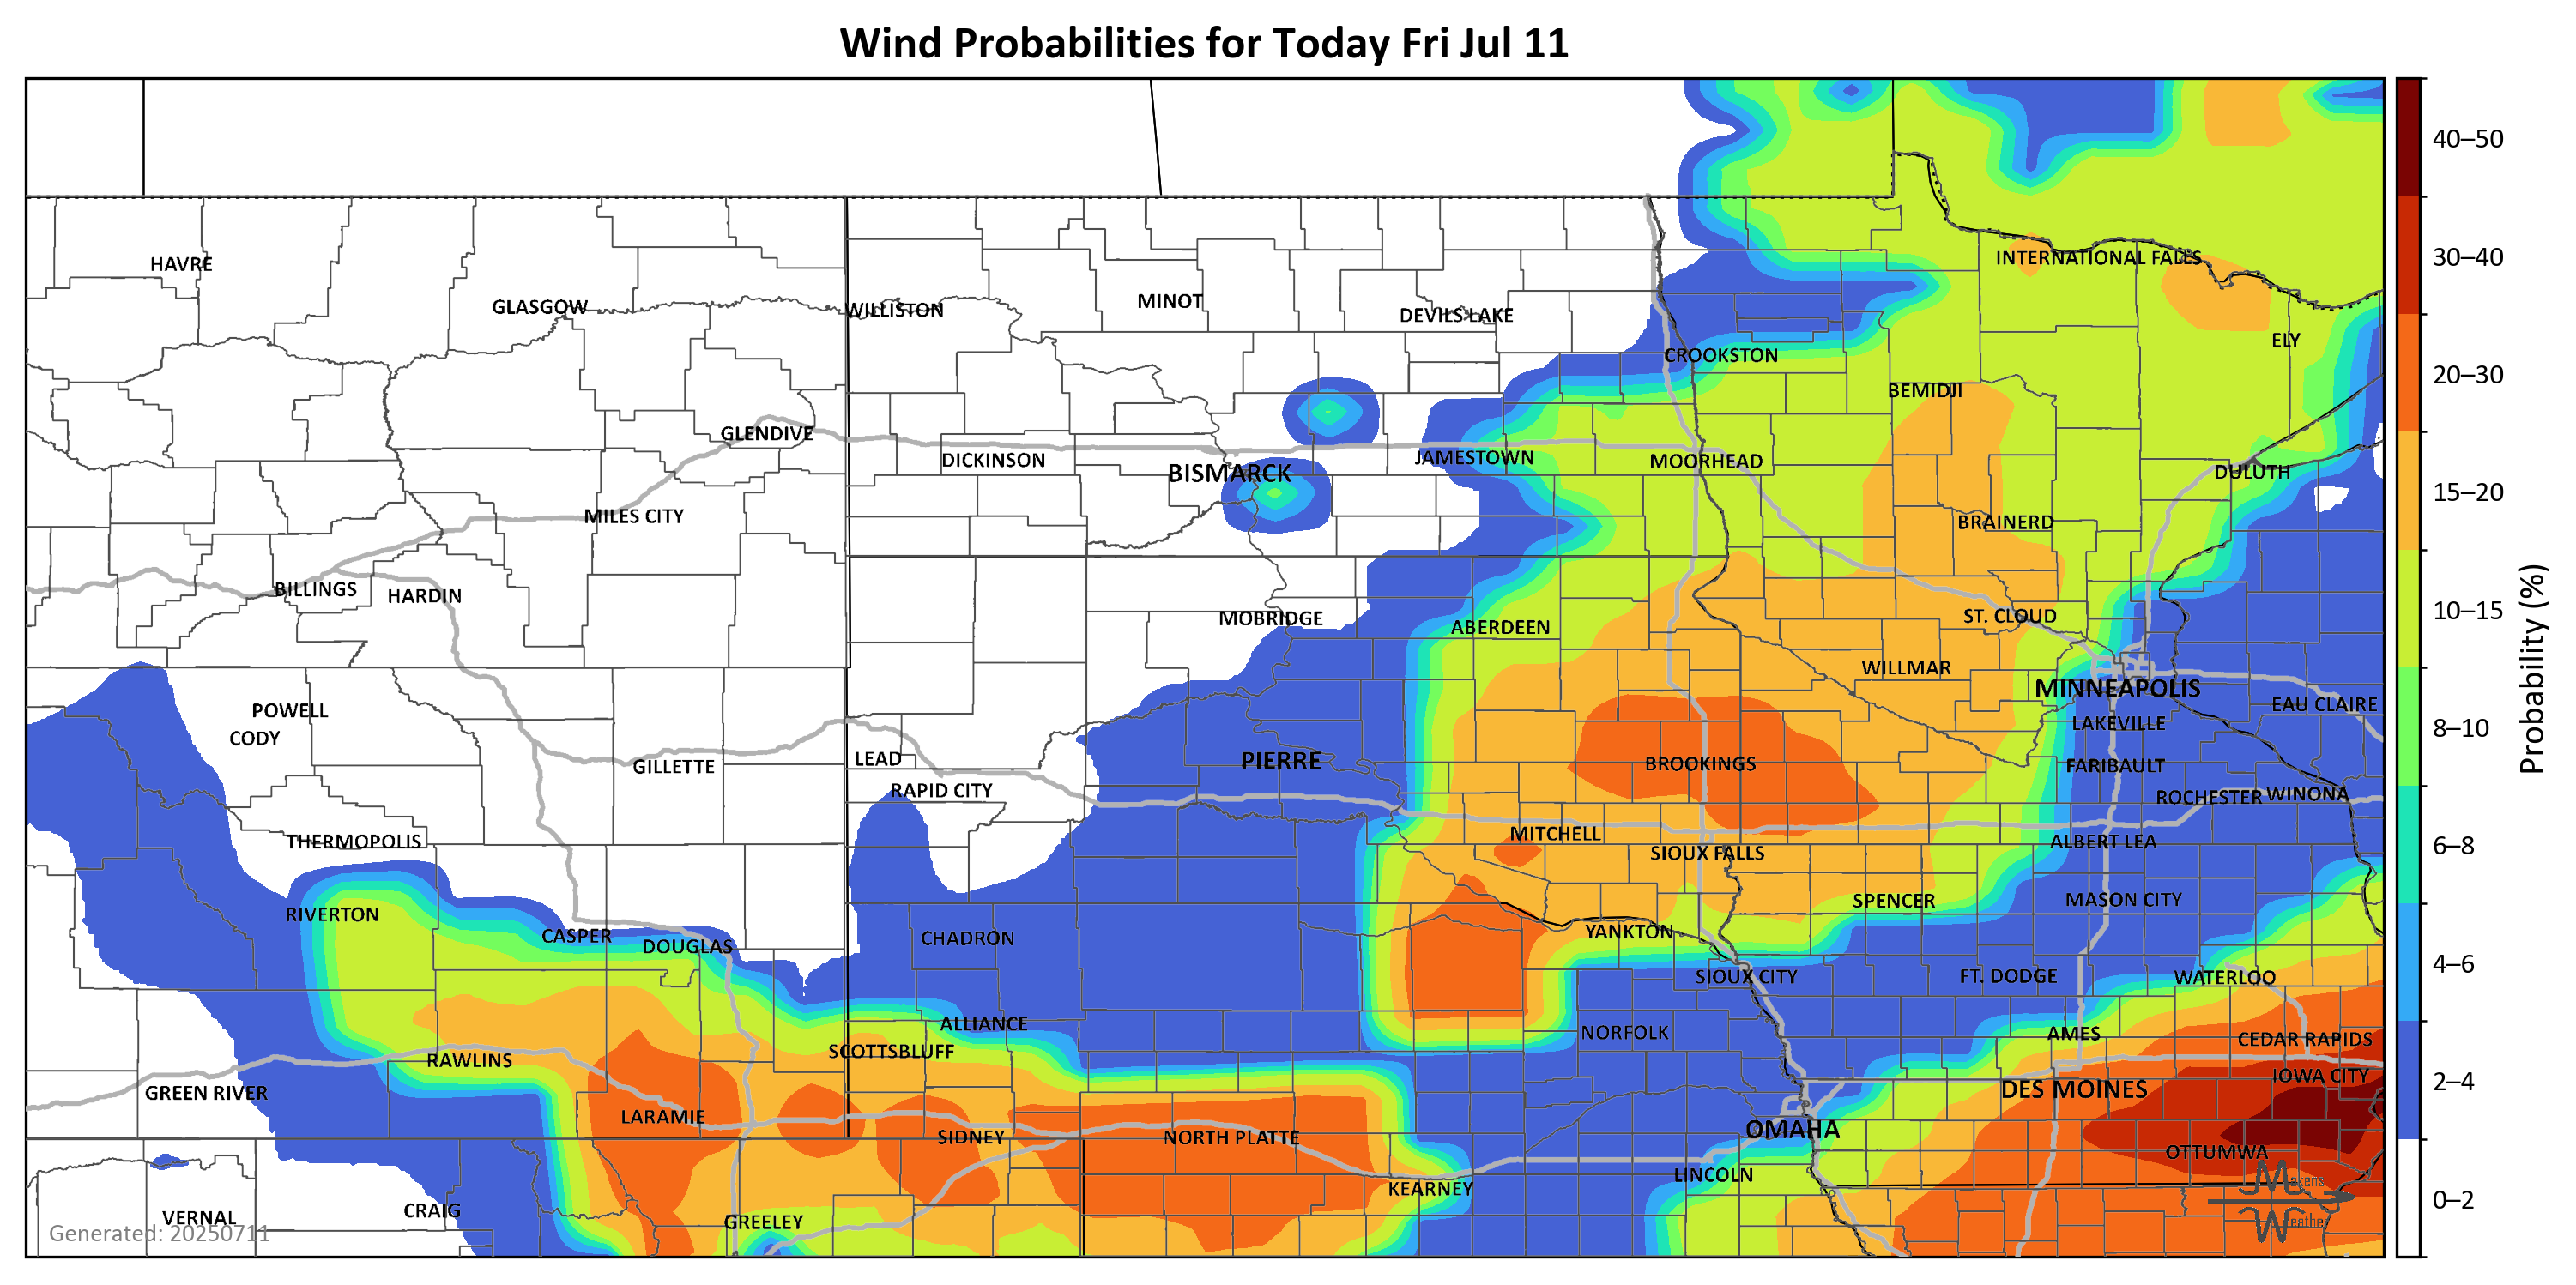 Wind Probabilities for Today Fri Jul 11
40–50
HAVRE
INTERNATIONAL FALLS
30–40
GLASGOW
WILLISTON
MINOT
DEVILS LAKE
ELY
CROOKSTON
20–30
BEMIDJI
GLENDIVE
DICKINSON
BISMARCK
JAMESTOWN
MOORHEAD
DULUTH
15–20
MILES CITY
BRAINERD
BILLINGS
HARDIN
MOBRIDGE
ABERDEEN
ST. CLOUD
10–15
WILLMAR
MINNEAPOLIS
EAU CLAIRE
POWELL
LAKEVILLE
CODY
8–10
GILLETTE
LEAD
PIERRE
BROOKINGS
FARIBAULT
Probability (%)
RAPID CITY
ROCHESTER
WINONA
THERMOPOLIS
MITCHELL
ALBERT LEA
SIOUX FALLS
6–8
RIVERTON
SPENCER
MASON CITY
CASPER
DOUGLAS
CHADRON
YANKTON
SIOUX CITY
FT. DODGE
WATERLOO
4–6
ALLIANCE
NORFOLK
AMES
CEDAR RAPIDS
RAWLINS
SCOTTSBLUFF
IOWA CITY
GREEN RIVER
DES MOINES
2–4
LARAMIE
SIDNEY
NORTH PLATTE
OMAHA
OTTUMWA
KEARNEY
LINCOLN
Makens
VERNAL
CRAIG
GREELEY
Weather
0–2
Generated: 20250711